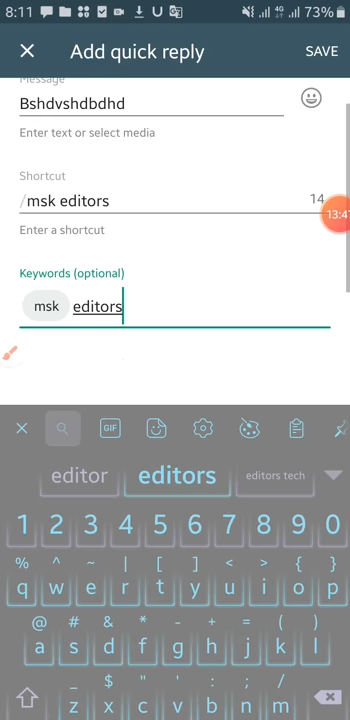 8:11 73%
Add quick reply SAVE
Message
Bshdvshdbdhd
Enter text or select media
Shortcut
/msk editors 14
13:4
Enter a shortcut
Keywords (optional)
msk editors
GIF
editor editors editors tech
1 2 3 4 5 6 7 8 9 0
% ^ ~ | [ ] < > { }
q w e r t y u i o p
@ # & * - + = ( )
a s d f g h j k l
_ $ " ' : ; /
z x c v b n m